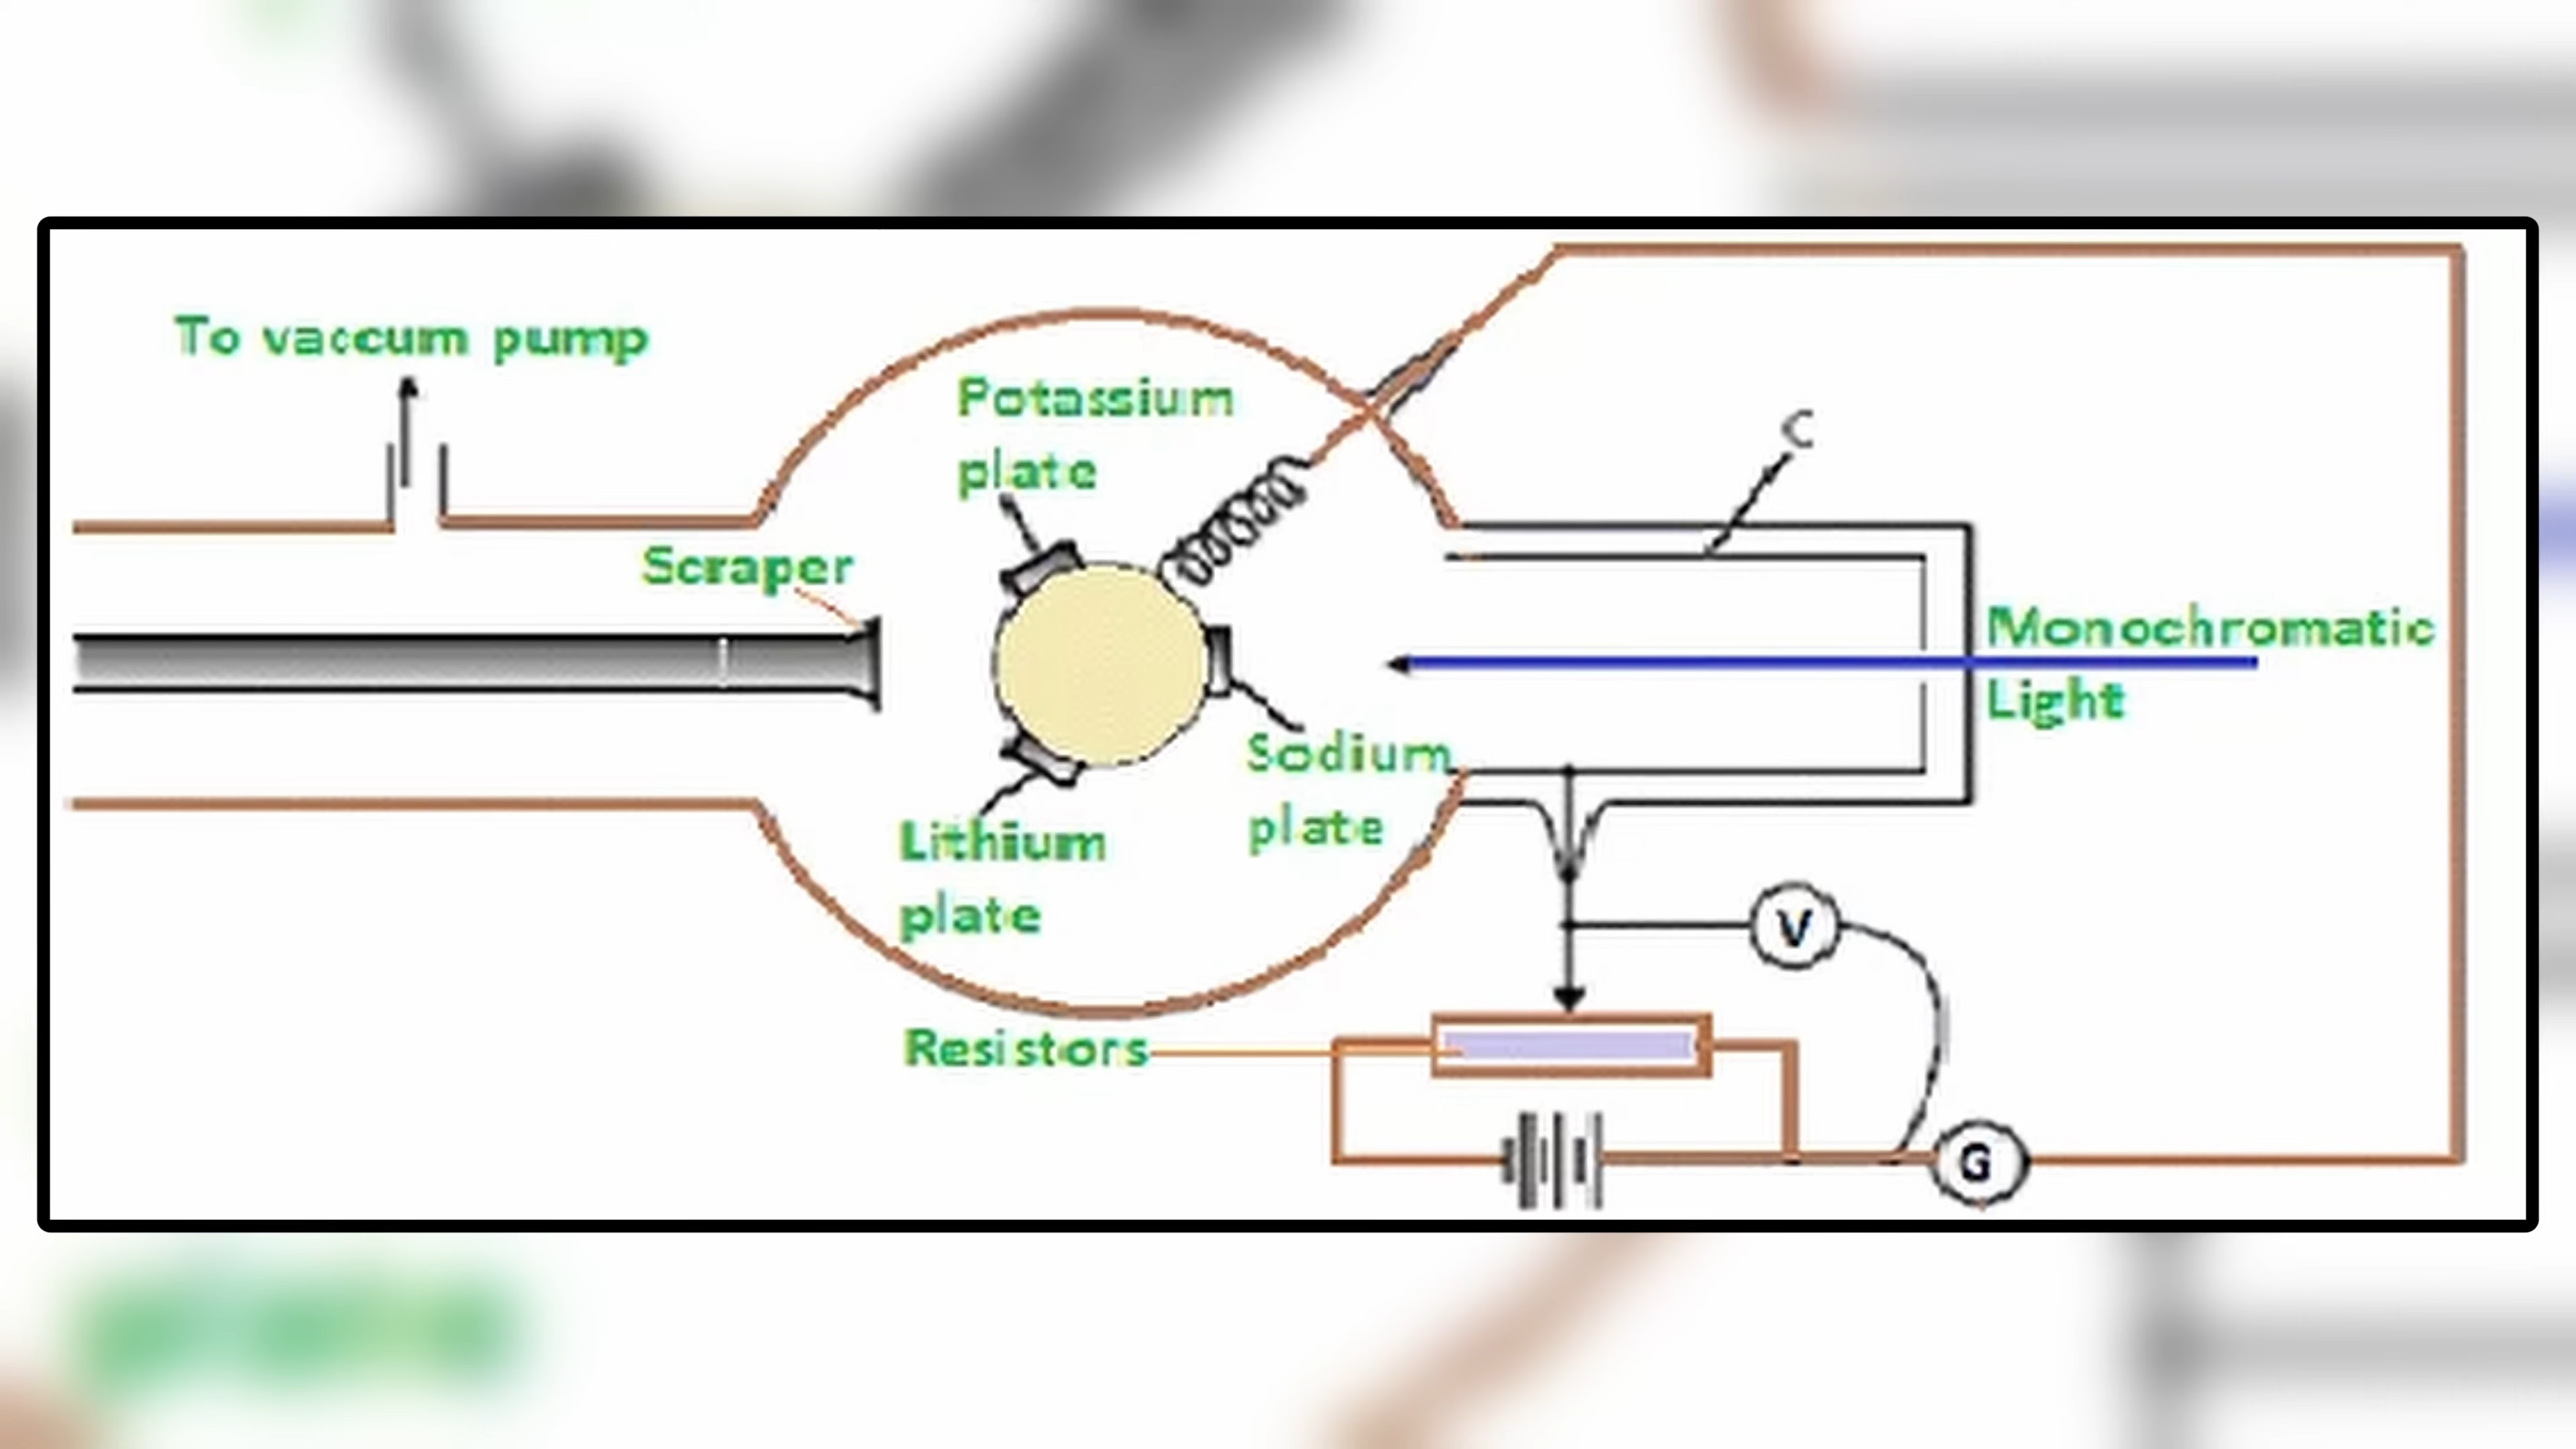 To vaccum pump
Potassium
plate
C
Scraper
Monochromatic
Light
Sodium
plate
Lithium
plate
V
Resistors
G